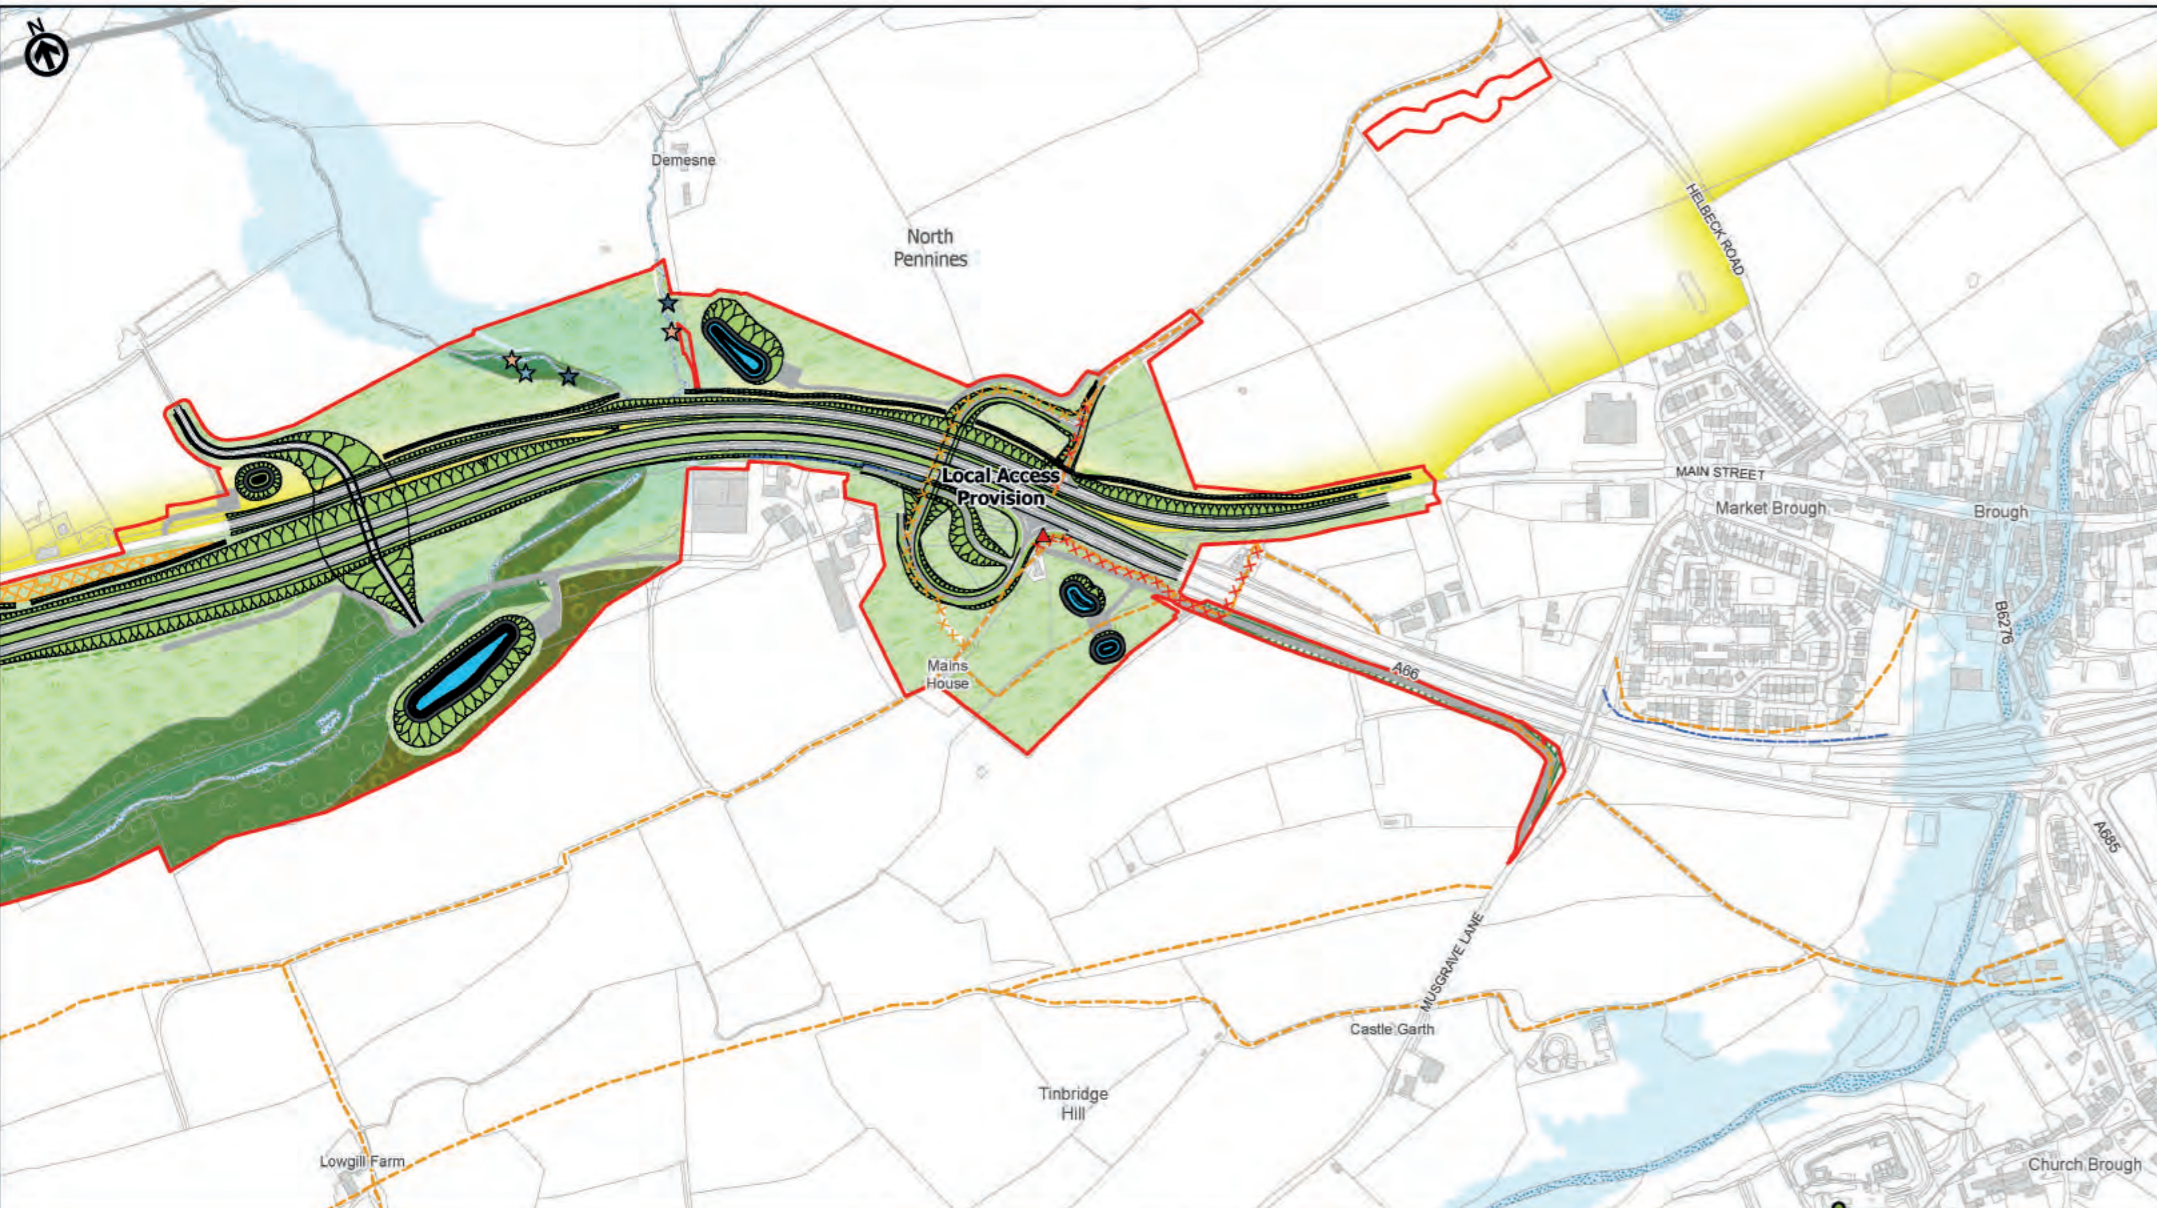 N
Demesne
North
Pennines
HELBECK ROAD
Local Access
Provision
MAIN STREET
Market Brough
Brough
B6276
Mains
House
A66
A685
MUSGRAVE LANE
Castle Garth
Tinbridge
Hill
Lowgill Farm
Church Brough